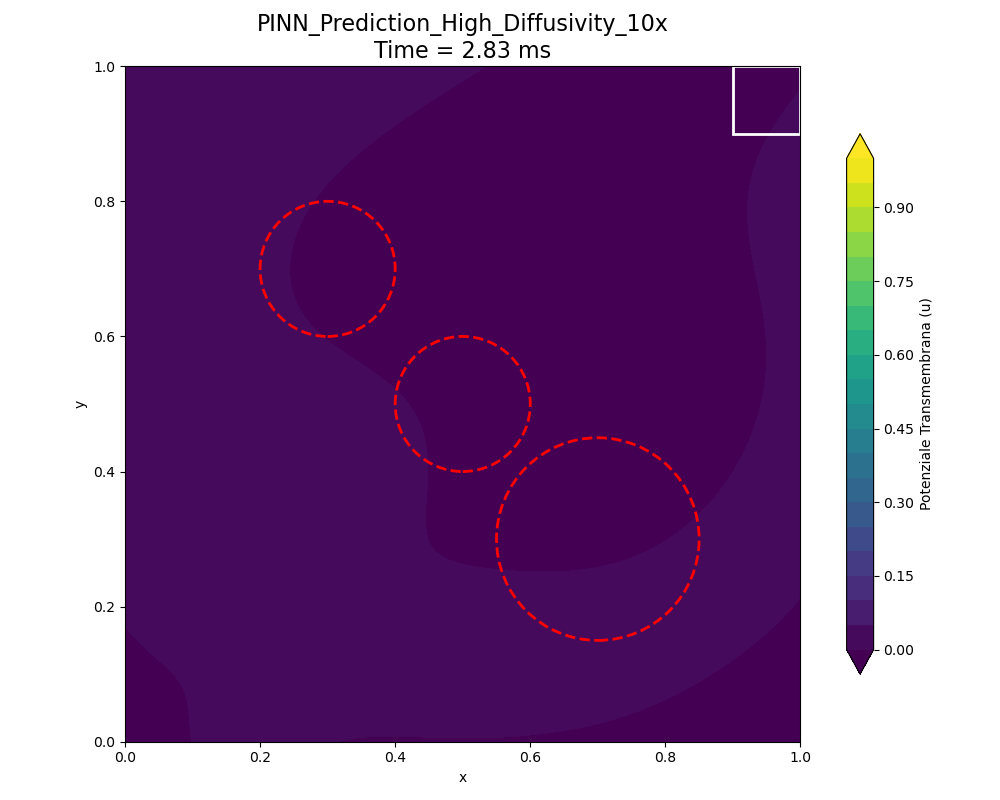 PINN_Prediction_High_Diffusivity_10x
Time = 2.83 ms
1.0
0.8
0.6
0.4
0.2
0.0
y
0.0 0.2 0.4 0.6 0.8 1.0
x
0.90
0.75
0.60
0.45
0.30
0.15
0.00
Potenziale Transmembrana (u)